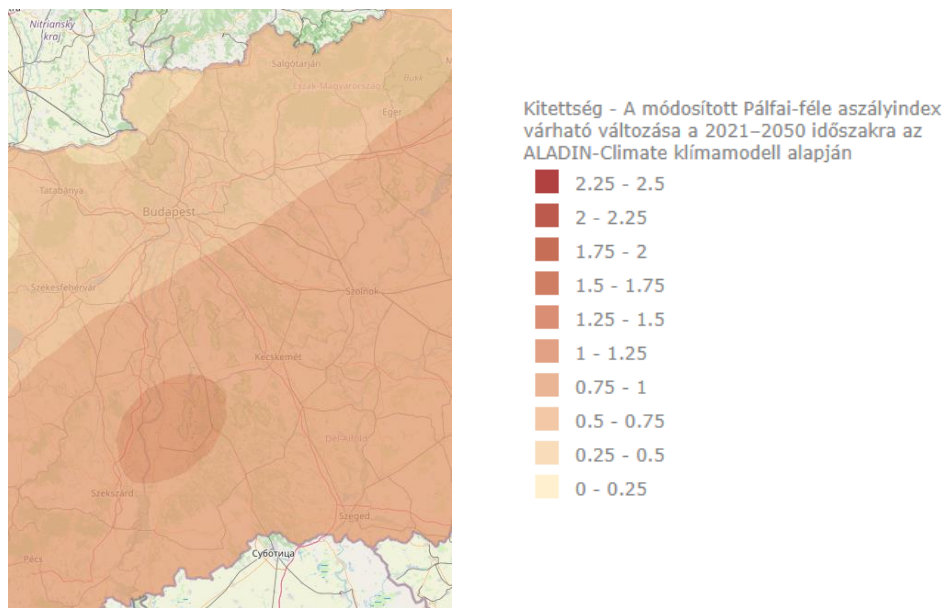 Nitriansky
kraj
Salgótarján
Bükk
Észak-Magyarország
Eger
Tatabánya
Budapest
Székesfehérvár
Szolnok
Kecskemét
Dél-Alföld
Szekszárd
Szeged
Суботица
Pécs
Kitettség - A módosított Pálfai-féle aszályindex
várható változása a 2021–2050 időszakra az
ALADIN-Climate klímamodell alapján
2.25 - 2.5
2 - 2.25
1.75 - 2
1.5 - 1.75
1.25 - 1.5
1 - 1.25
0.75 - 1
0.5 - 0.75
0.25 - 0.5
0 - 0.25